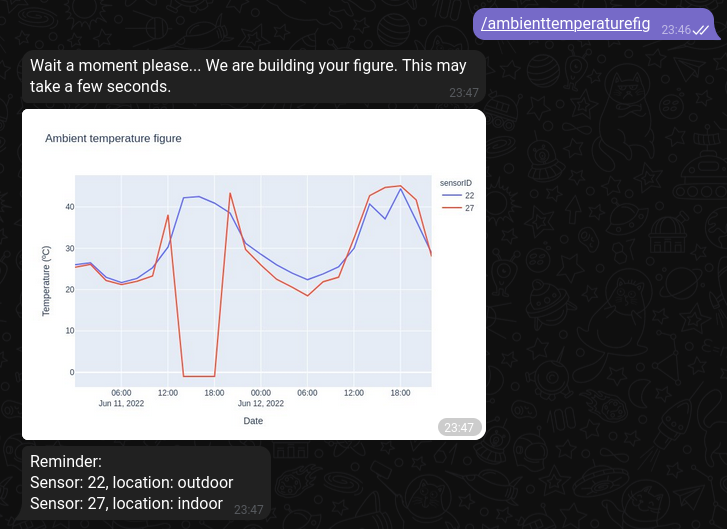 /ambienttemperaturefig
23:46
Wait a moment please... We are building your figure. This may
take a few seconds.
23:47
Ambient temperature figure
sensorID
22
27
Temperature (ºC)
40
30
20
10
0
06:00 12:00 18:00 00:00 06:00 12:00 18:00
Jun 11, 2022 Jun 12, 2022
Date
23:47
Reminder:
Sensor: 22, location: outdoor
Sensor: 27, location: indoor
23:47